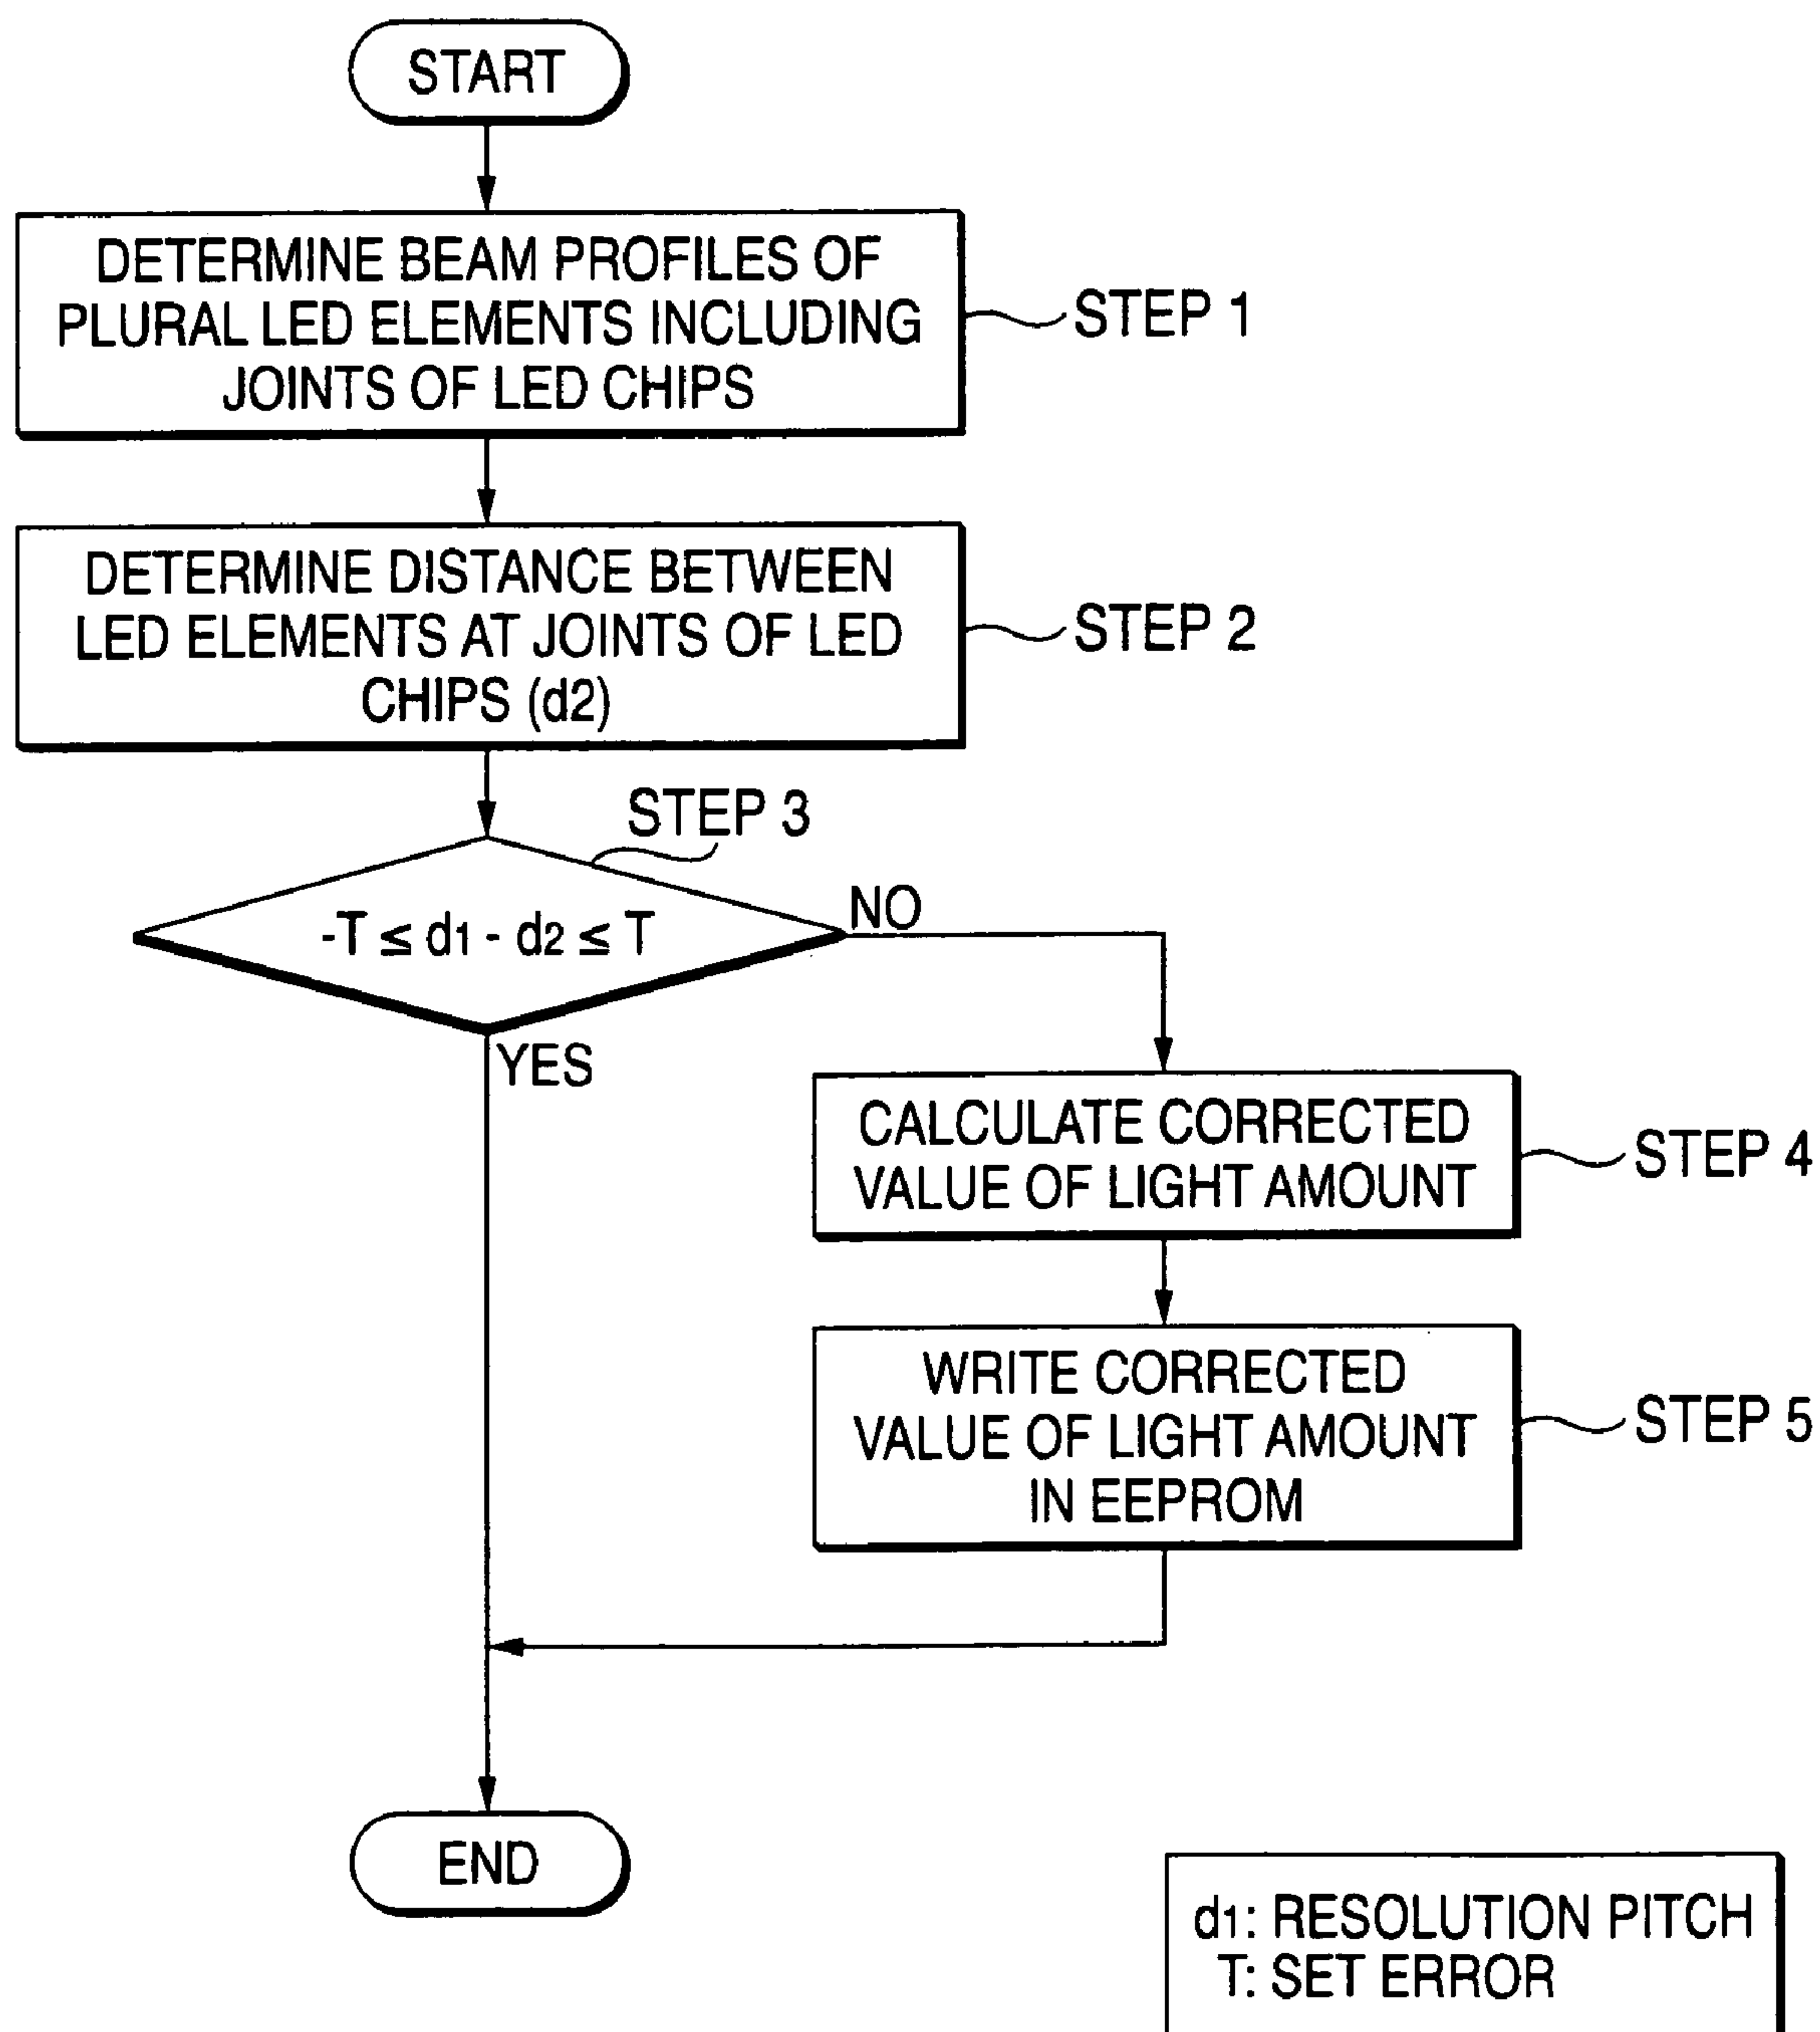 START
DETERMINE BEAM PROFILES OF
PLURAL LED ELEMENTS INCLUDING
JOINTS OF LED CHIPS
STEP 1
DETERMINE DISTANCE BETWEEN
LED ELEMENTS AT JOINTS OF LED
CHIPS (d2)
STEP 2
STEP 3
-T ≤ d1 - d2 ≤ T
NO
YES
CALCULATE CORRECTED
VALUE OF LIGHT AMOUNT
STEP 4
WRITE CORRECTED
VALUE OF LIGHT AMOUNT
IN EEPROM
STEP 5
END
d1: RESOLUTION PITCH
T: SET ERROR